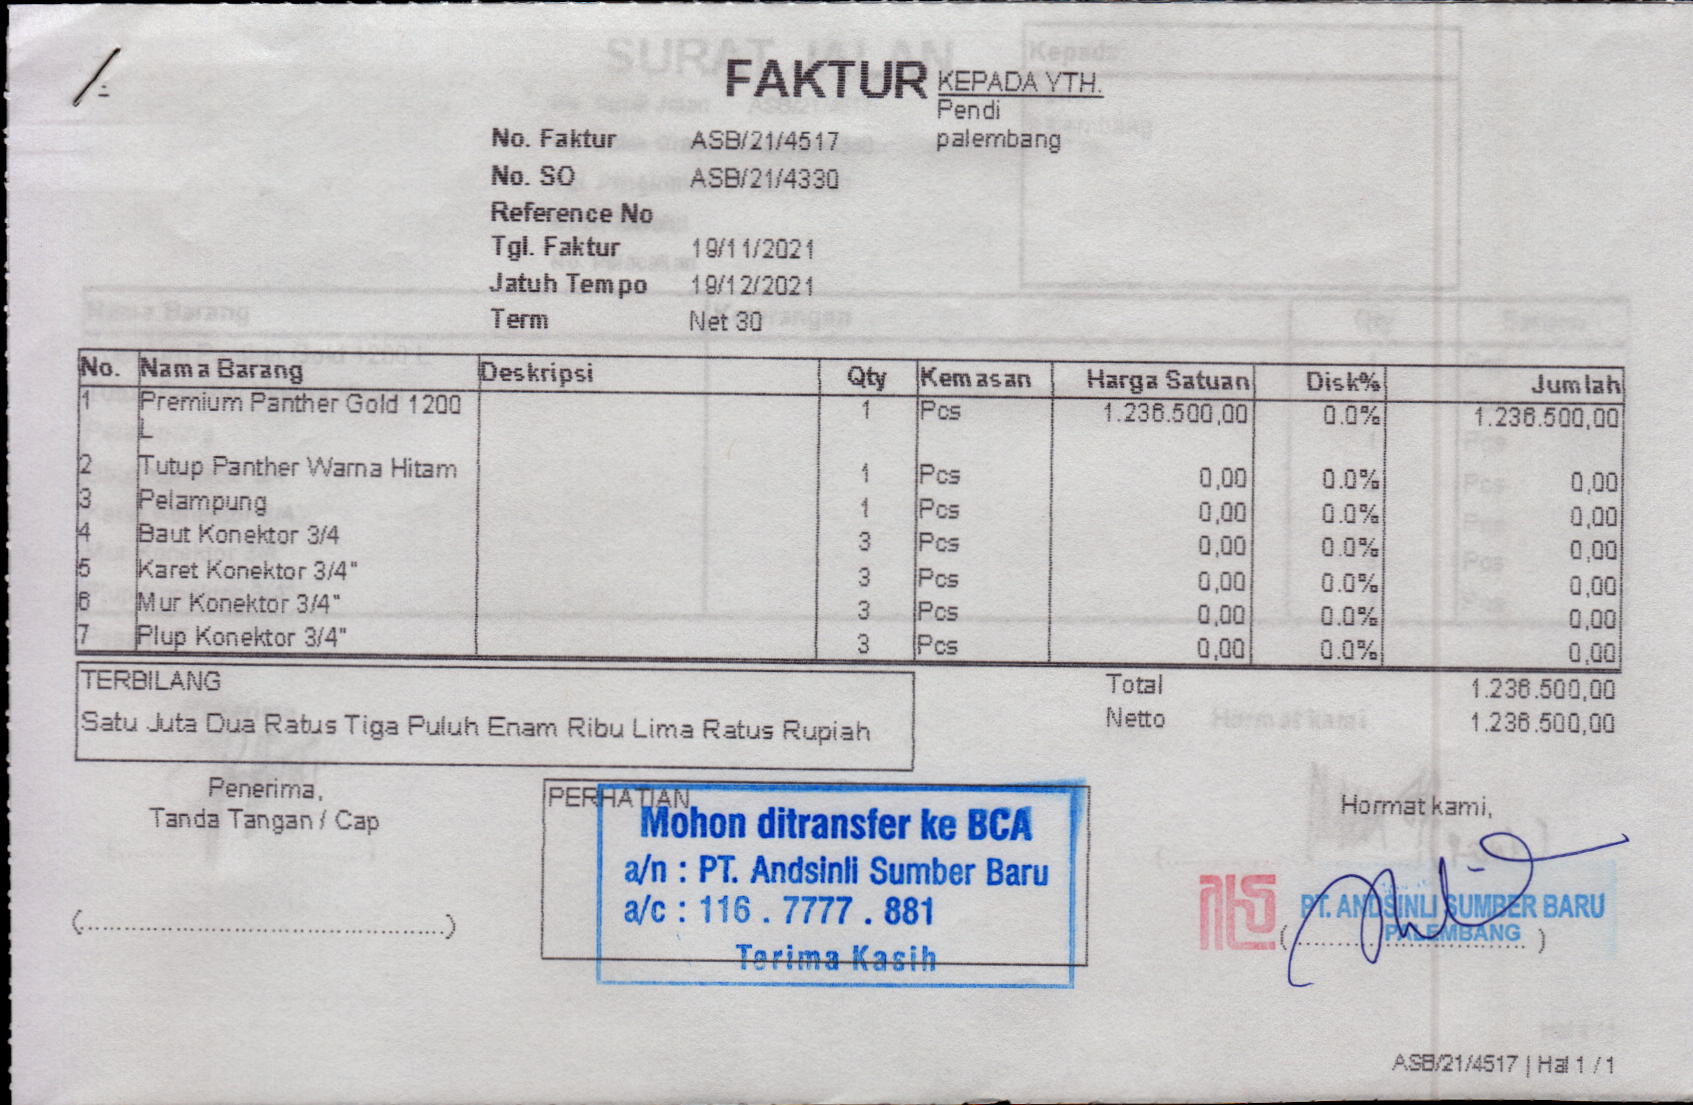 FAKTUR
KEPADA YTH.
Pendi
palembang
No. Faktur ASB/21/4517
No. SO ASB/21/4330
Reference No
Tgl. Faktur 19/11/2021
Jatuh Tempo 19/12/2021
Term Net 30
No. Nama Barang Deskripsi Qty Kemasan Harga Satuan Disk% Jumlah
1 Premium Panther Gold 1200 1 Pcs 1.236.500,00 0.0% 1.236.500,00
L
2 Tutup Panther Warna Hitam 1 Pcs 0,00 0.0% 0,00
3 Pelampung 1 Pcs 0,00 0.0% 0,00
4 Baut Konektor 3/4 3 Pcs 0,00 0.0% 0,00
5 Karet Konektor 3/4" 3 Pcs 0,00 0.0% 0,00
6 Mur Konektor 3/4" 3 Pcs 0,00 0.0% 0,00
7 Plup Konektor 3/4" 3 Pcs 0,00 0.0% 0,00
TERBILANG
Satu Juta Dua Ratus Tiga Puluh Enam Ribu Lima Ratus Rupiah
Total 1.236.500,00
Netto 1.236.500,00
Penerima,
Tanda Tangan / Cap
(..............................................)
PERHATIAN
Mohon ditransfer ke BCA
a/n : PT. Andsinli Sumber Baru
a/c : 116 . 7777 . 881
Terima Kasih
Hormat kami,
PT. ANDSINLI SUMBER BARU
PALEMBANG
(..............................)
ASB/21/4517 | Hal 1 / 1